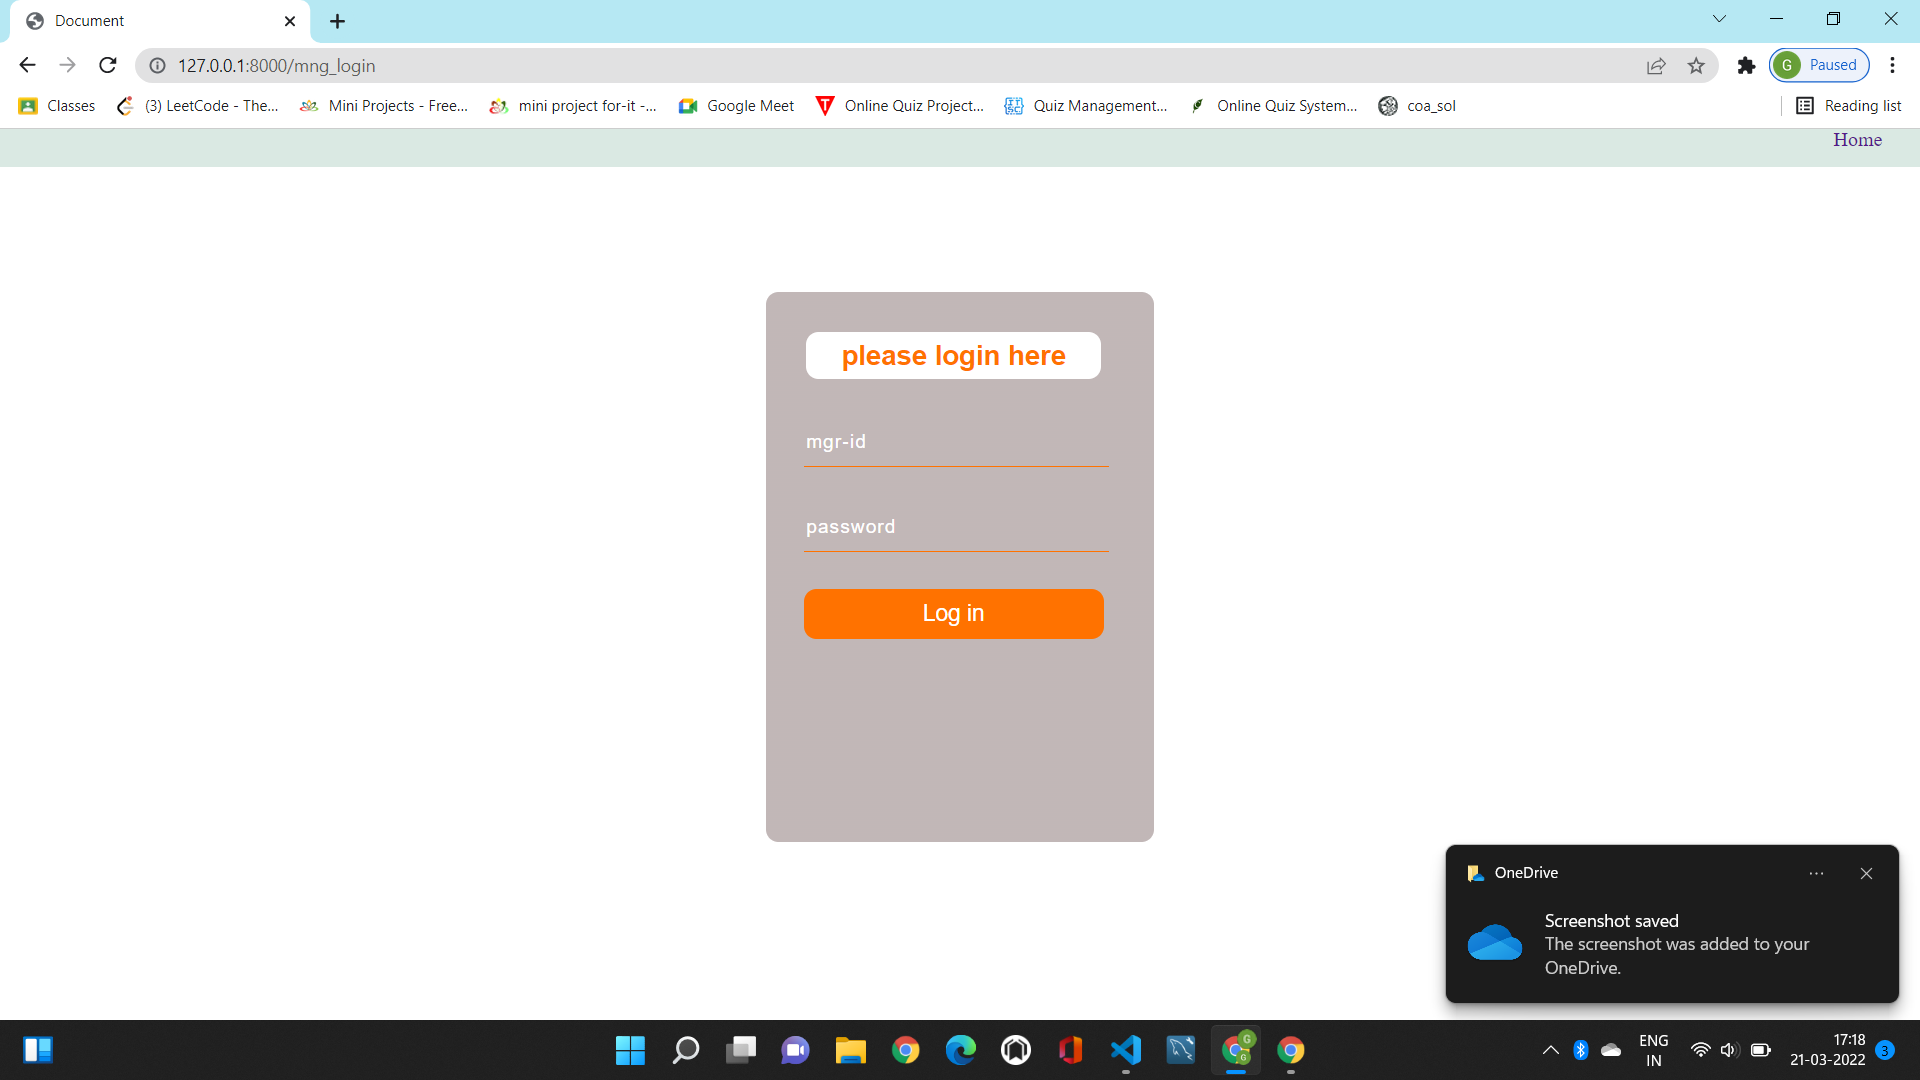 Document
127.0.0.1:8000/mng_login
G Paused
Classes (3) LeetCode - The... Mini Projects - Free... mini project for-it -... Google Meet Online Quiz Project... Quiz Management... Online Quiz System... coa_sol Reading list
Home
please login here
mgr-id
password
Log in
OneDrive
Screenshot saved
The screenshot was added to your
OneDrive.
ENG
IN
17:18
21-03-2022
3